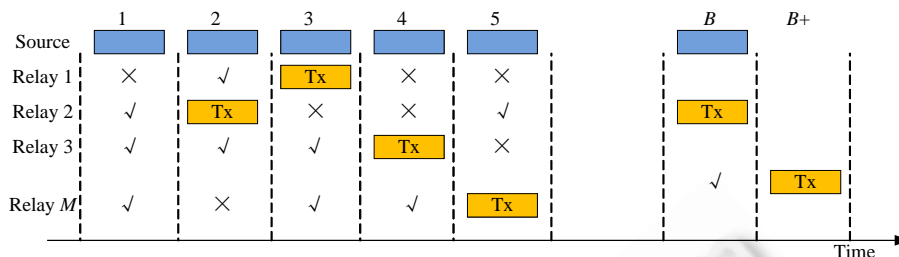 1 2 3 4 5 B B+
Source
Relay 1 × √ Tx × ×
Relay 2 √ Tx × × √ Tx
Relay 3 √ √ √ Tx ×
√ Tx
Relay M √ × √ √ Tx
Time